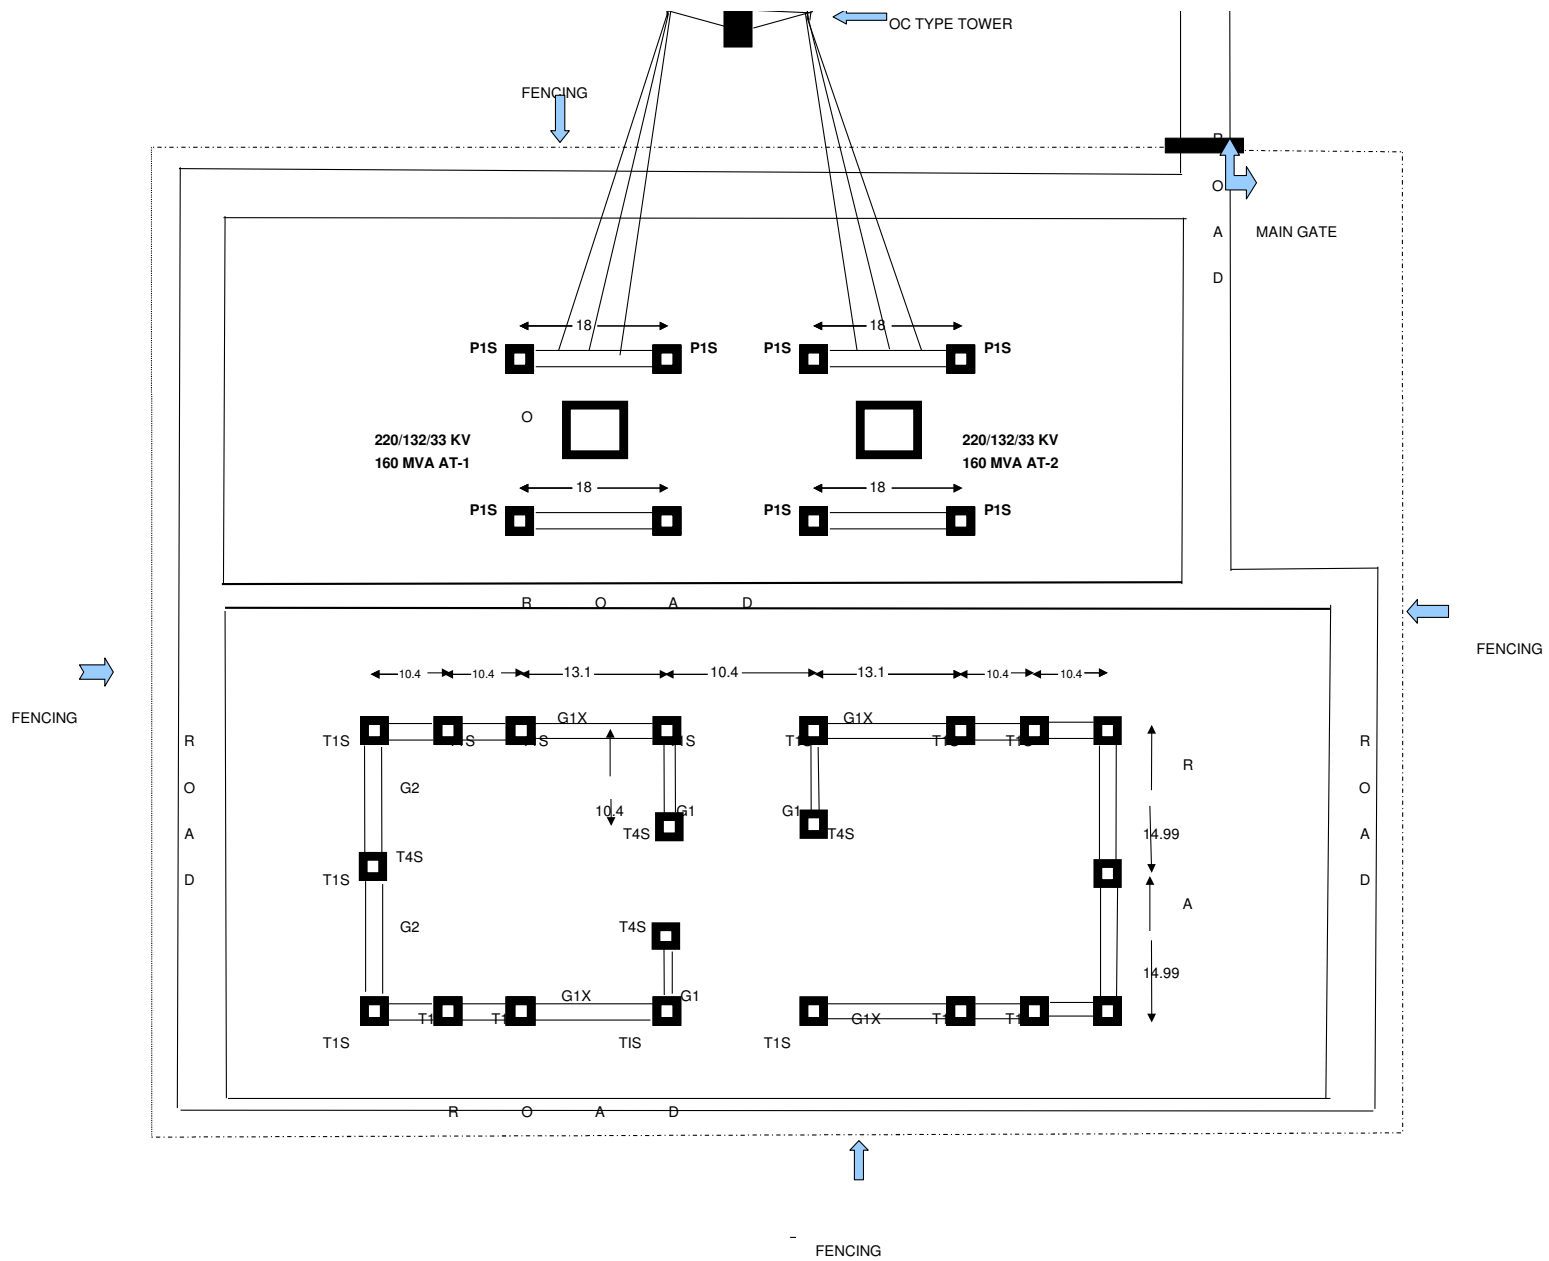 OC TYPE TOWER
FENCING
R
O
A
D
MAIN GATE
18
18
P1S
P1S
P1S
P1S
O
220/132/33 KV
160 MVA AT-1
220/132/33 KV
160 MVA AT-2
18
18
P1S
P1S
P1S
R O A D
FENCING
FENCING
10.4
10.4
13.1
10.4
13.1
10.4
10.4
G1X
G1X
T1S
R
O
A
D
R
O
A
D
R
A
G2
10.4
G1
G1
T4S
T4S
14.99
T4S
T1S
G2
T4S
14.99
G1X
G1
G1X
T1S
TIS
T1S
R O A D
FENCING